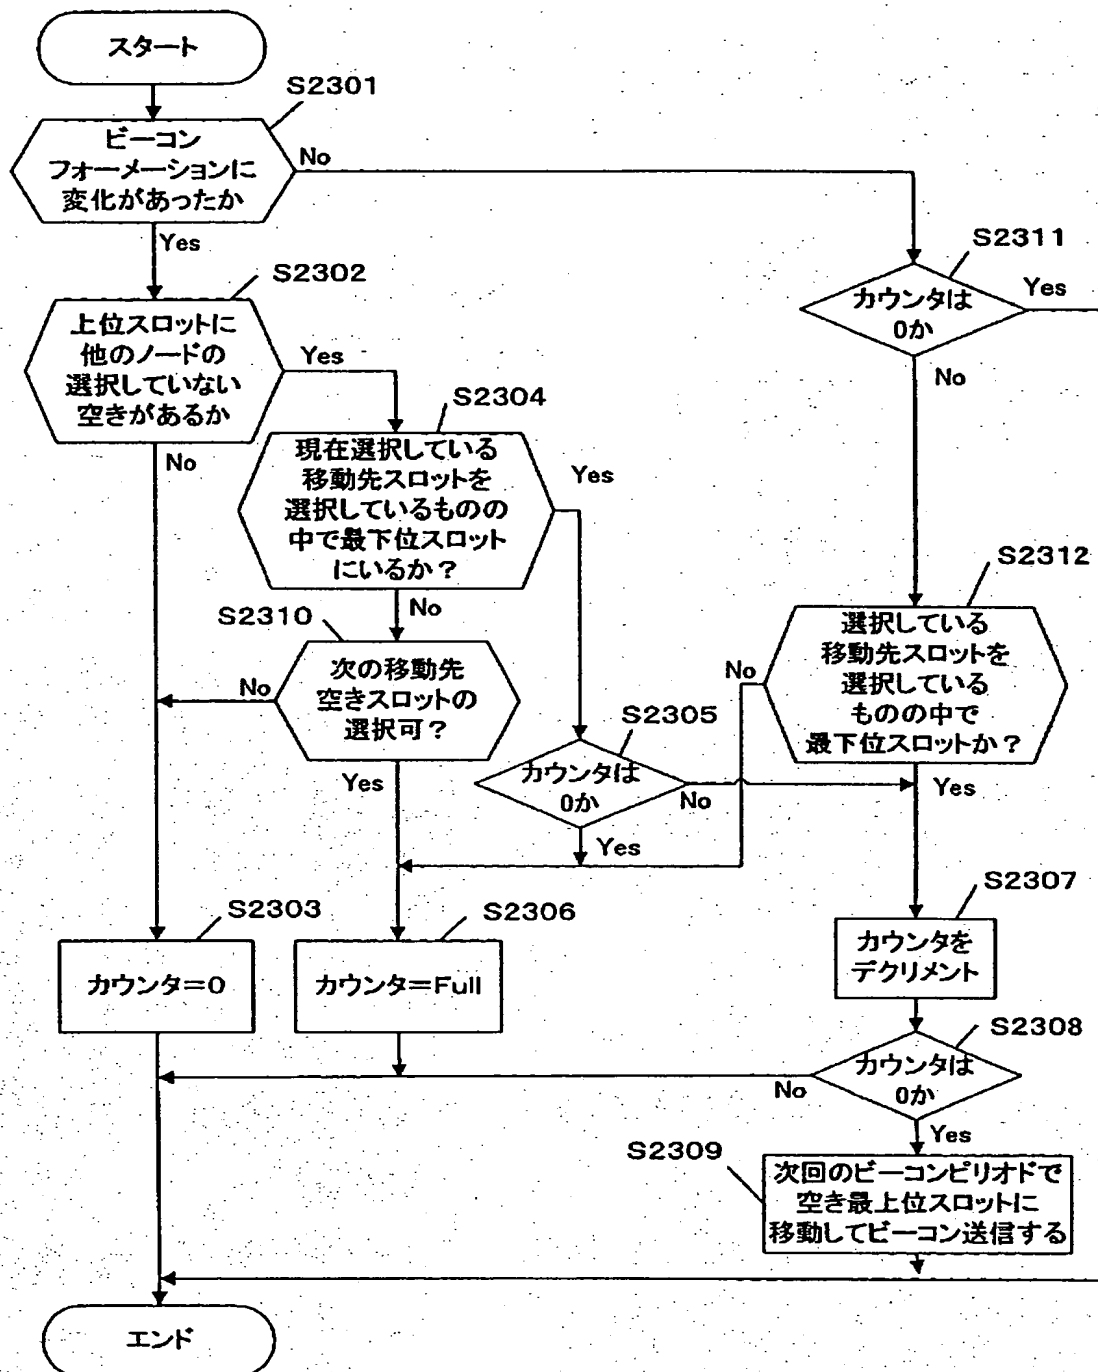 スタート
S2301
ビーコン
フォーメーションに
変化があったか
No
Yes
S2302
上位スロットに
他のノードの
選択していない
空きがあるか
Yes
No
S2311
カウンタは
0か
Yes
No
S2304
現在選択している
移動先スロットを
選択しているものの
中で最下位スロット
にいるか？
Yes
No
S2310
次の移動先
空きスロットの
選択可？
No
Yes
S2305
カウンタは
0か
No
Yes
S2312
選択している
移動先スロットを
選択している
ものの中で
最下位スロットか？
No
Yes
S2303
カウンタ＝0
S2306
カウンタ＝Full
S2307
カウンタを
デクリメント
S2308
カウンタは
0か
No
Yes
S2309
次回のビーコンピリオドで
空き最上位スロットに
移動してビーコン送信する
エンド